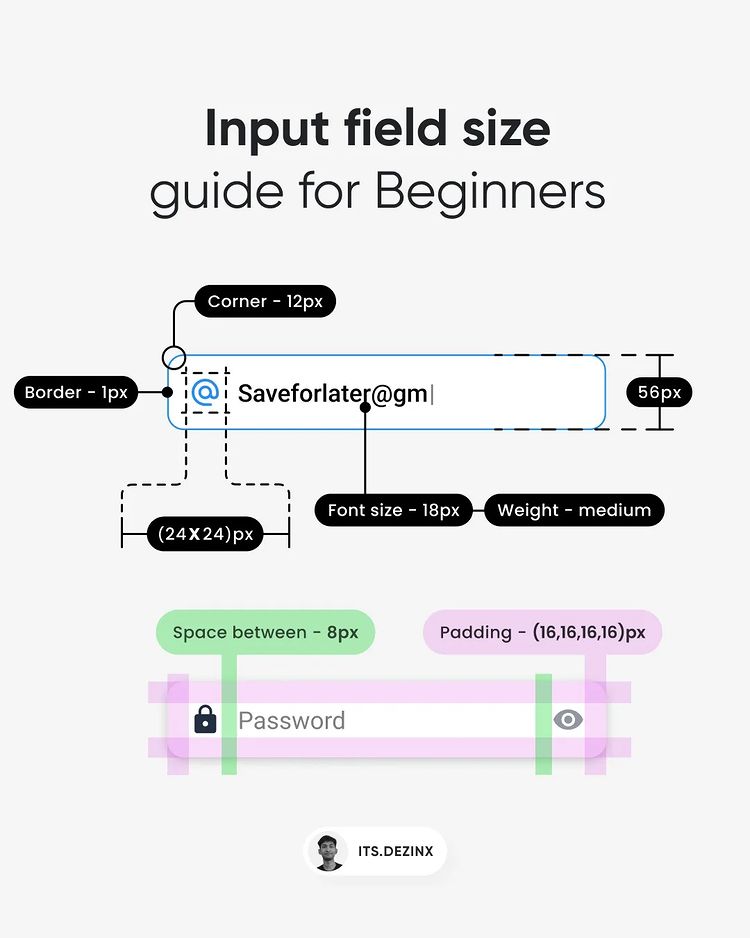 Input field size
guide for Beginners
Corner - 12px
Border - 1px
@
Saveforlater@gm
56px
Font size - 18px
Weight - medium
(24X24)px
Space between - 8px
Padding - (16,16,16,16)px
Password
ITS.DEZINX